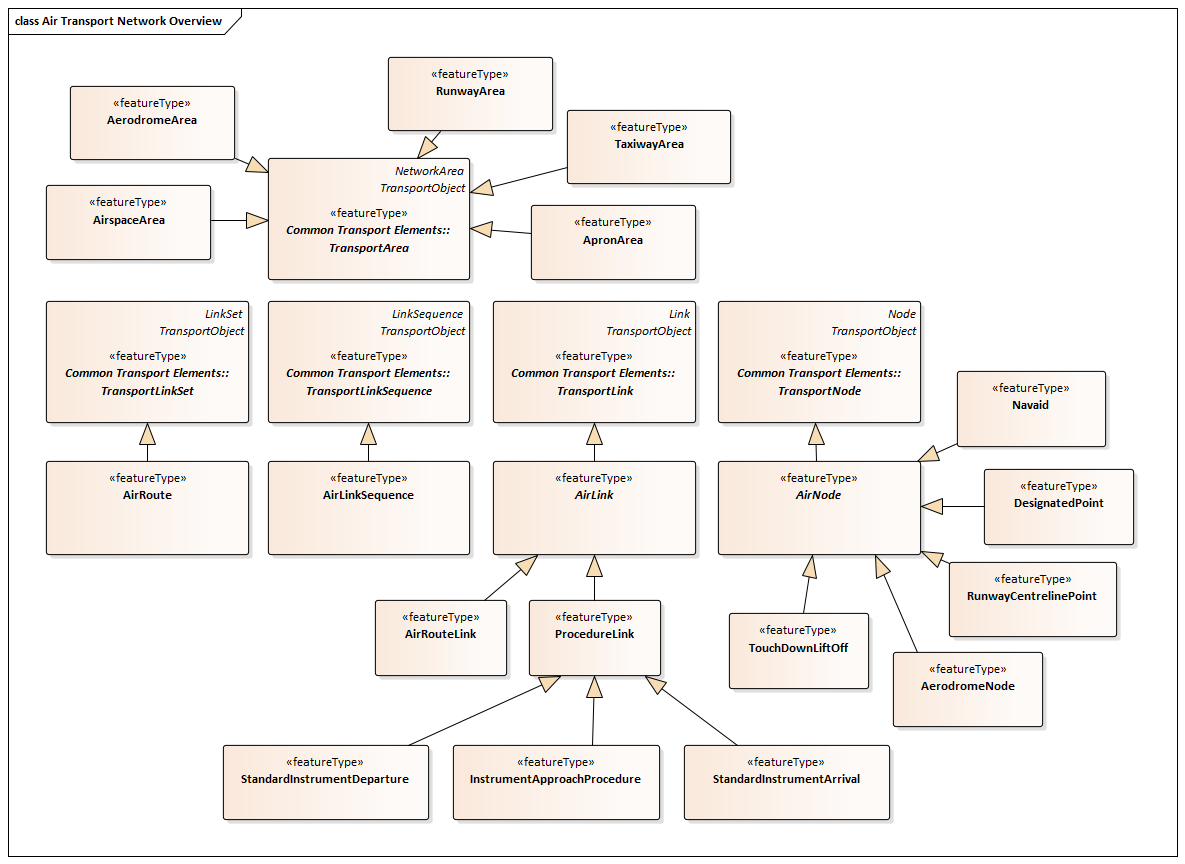 class Air Transport Network Overview
«featureType»
RunwayArea
«featureType»
AerodromeArea
«featureType»
TaxiwayArea
NetworkArea
TransportObject
«featureType»
Common Transport Elements::
TransportArea
«featureType»
AirspaceArea
«featureType»
ApronArea
LinkSet
TransportObject
«featureType»
Common Transport Elements::
TransportLinkSet
LinkSequence
TransportObject
«featureType»
Common Transport Elements::
TransportLinkSequence
Link
TransportObject
«featureType»
Common Transport Elements::
TransportLink
Node
TransportObject
«featureType»
Common Transport Elements::
TransportNode
«featureType»
Navaid
«featureType»
AirRoute
«featureType»
AirLinkSequence
«featureType»
AirLink
«featureType»
AirNode
«featureType»
DesignatedPoint
«featureType»
RunwayCentrelinePoint
«featureType»
AirRouteLink
«featureType»
ProcedureLink
«featureType»
TouchDownLiftOff
«featureType»
AerodromeNode
«featureType»
StandardInstrumentDeparture
«featureType»
InstrumentApproachProcedure
«featureType»
StandardInstrumentArrival